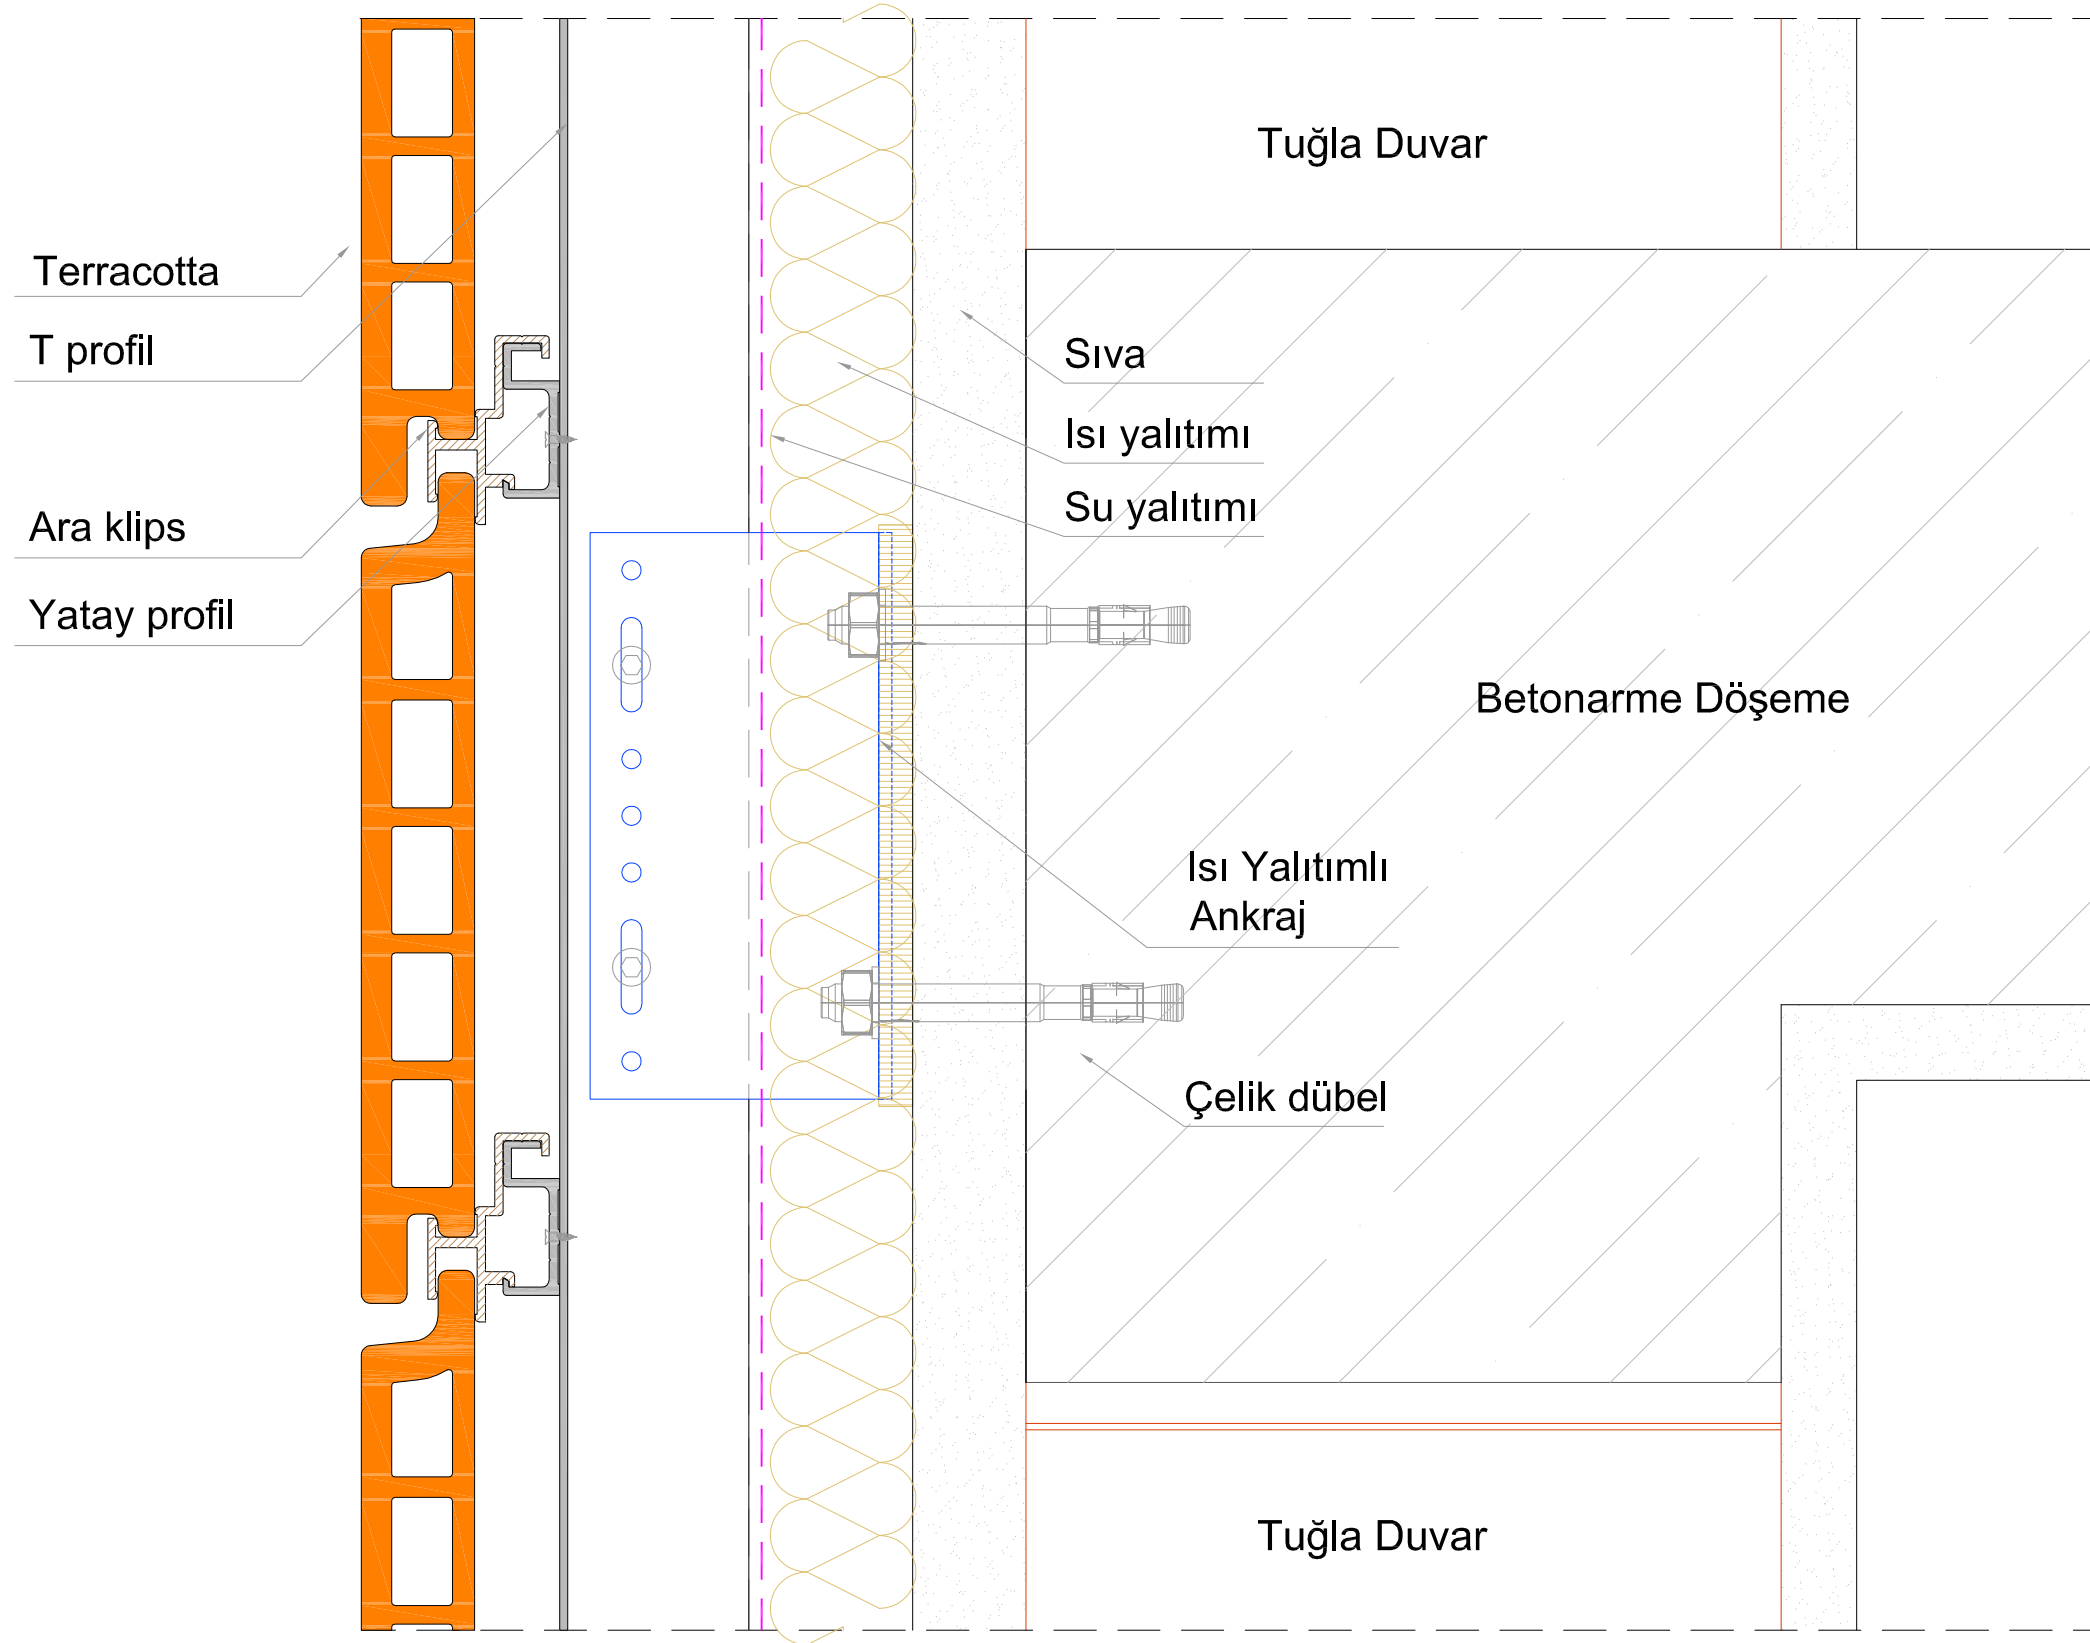 Tuğla Duvar
Terracotta
T profil
Ara klips
Yatay profil
Sıva
Isı yalıtımı
Su yalıtımı
Betonarme Döşeme
Isı Yalıtımlı
Ankraj
Çelik dübel
Tuğla Duvar